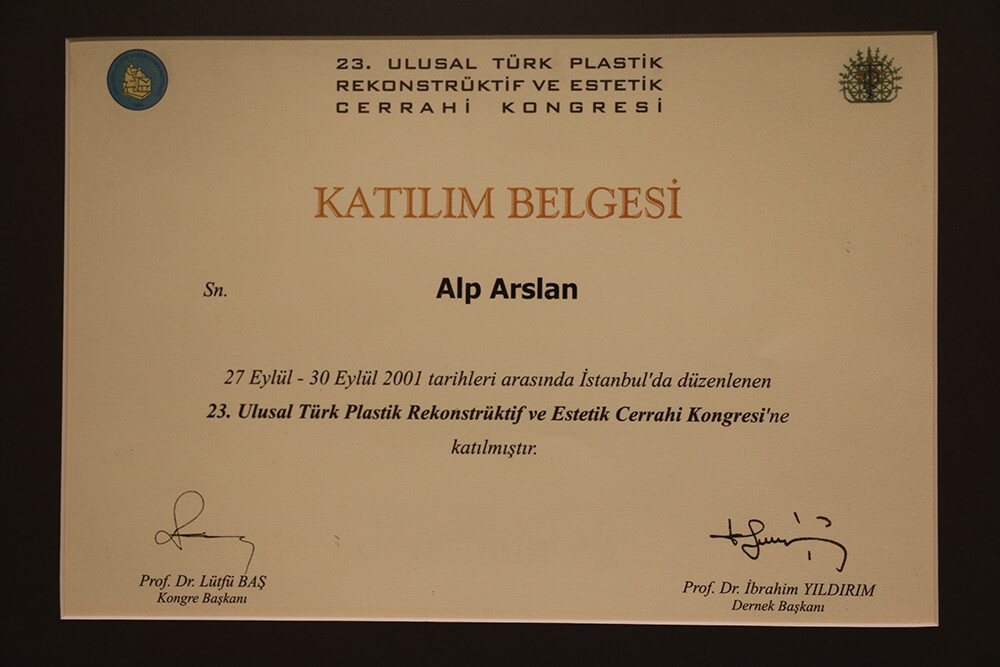 23. ULUSAL TÜRK PLASTİK
REKONSTRÜKTİF VE ESTETİK
CERRAHİ KONGRESİ
KATILIM BELGESİ
Sn. Alp Arslan
27 Eylül - 30 Eylül 2001 tarihleri arasında İstanbul'da düzenlenen
23. Ulusal Türk Plastik Rekonstrüktif ve Estetik Cerrahi Kongresi'ne
katılmıştır.
Prof. Dr. Lütfü BAŞ
Kongre Başkanı
Prof. Dr. İbrahim YILDIRIM
Dernek Başkanı